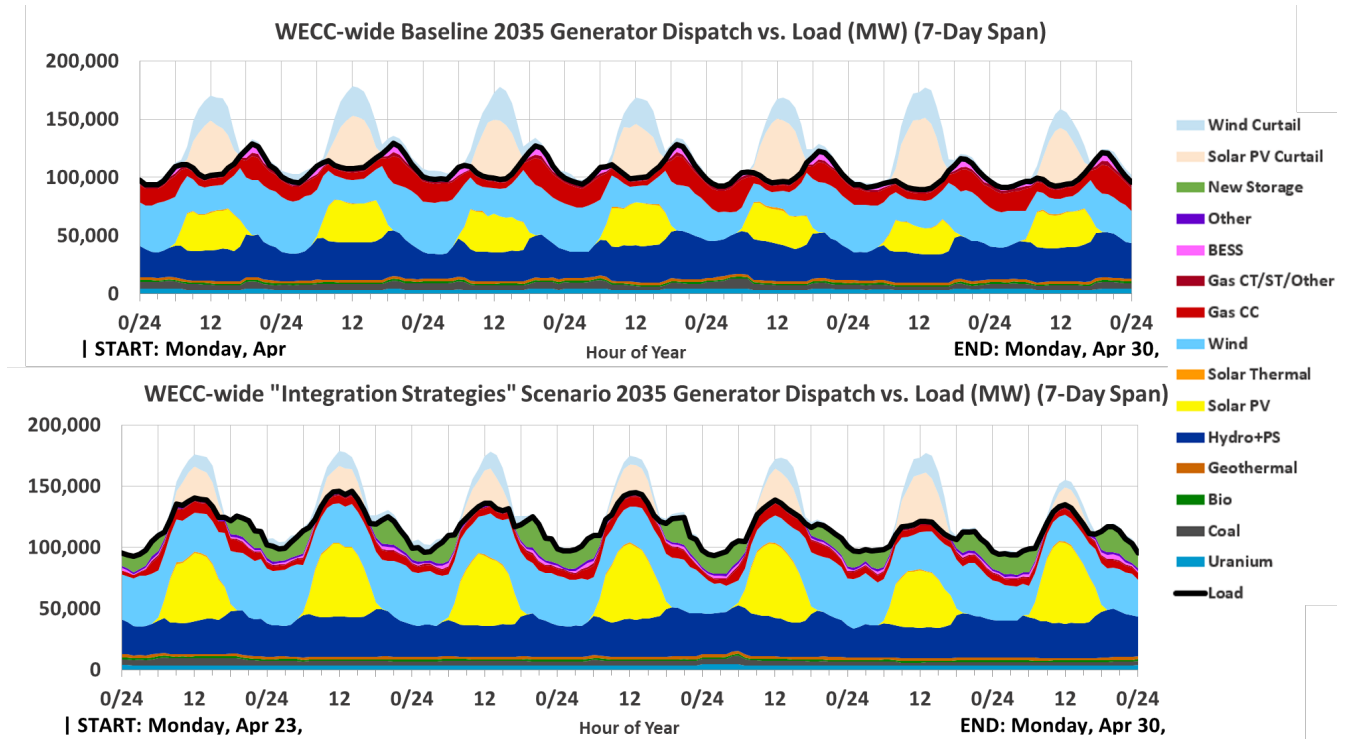 WECC-wide Baseline 2035 Generator Dispatch vs. Load (MW) (7-Day Span)
200,000
150,000
100,000
50,000
0
0/24 12 0/24 12 0/24 12 0/24 12 0/24 12 0/24 12 0/24 12 0/24
| START: Monday, Apr
Hour of Year
END: Monday, Apr 30,
WECC-wide "Integration Strategies" Scenario 2035 Generator Dispatch vs. Load (MW) (7-Day Span)
200,000
150,000
100,000
50,000
0
0/24 12 0/24 12 0/24 12 0/24 12 0/24 12 0/24 12 0/24 12 0/24
| START: Monday, Apr 23,
Hour of Year
END: Monday, Apr 30,
Wind Curtail
Solar PV Curtail
New Storage
Other
BESS
Gas CT/ST/Other
Gas CC
Wind
Solar Thermal
Solar PV
Hydro+PS
Geothermal
Bio
Coal
Uranium
Load